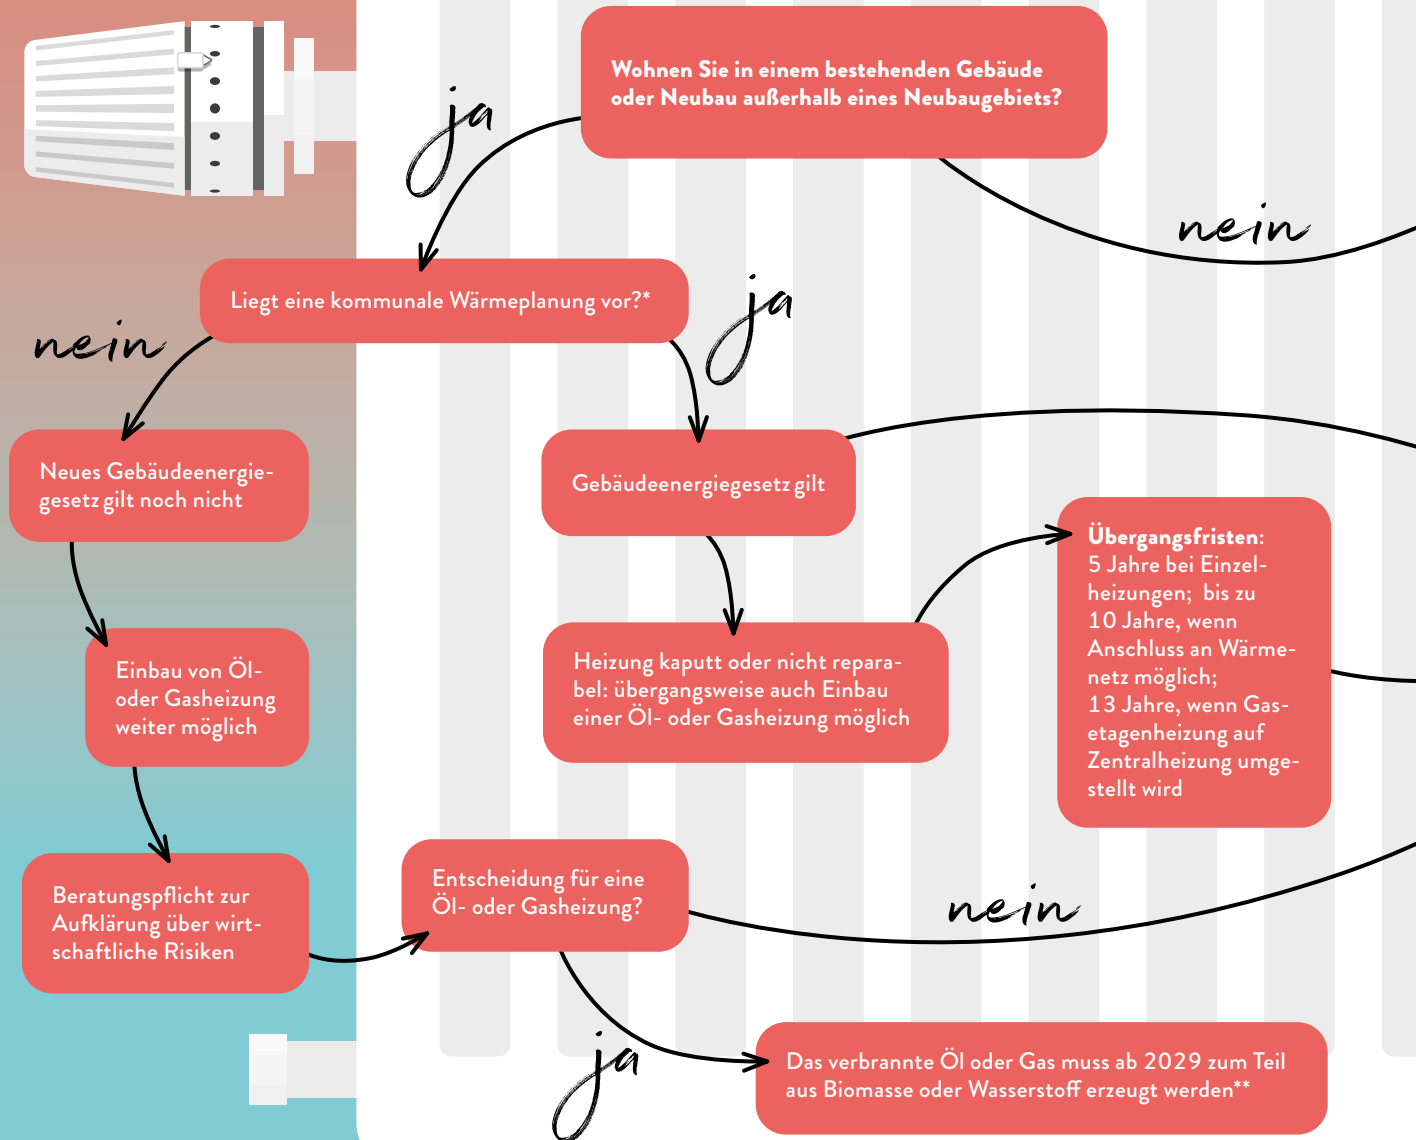 Wohnen Sie in einem bestehenden Gebäude
oder Neubau außerhalb eines Neubaugebiets?
ja
nein
Liegt eine kommunale Wärmeplanung vor?*
nein
ja
Neues Gebäudeenergie-
gesetz gilt noch nicht
Gebäudeenergiegesetz gilt
Einbau von Öl-
oder Gasheizung
weiter möglich
Heizung kaputt oder nicht repara-
bel: übergangsweise auch Einbau
einer Öl- oder Gasheizung möglich
Übergangsfristen:
5 Jahre bei Einzel-
heizungen; bis zu
10 Jahre, wenn
Anschluss an Wärme-
netz möglich;
13 Jahre, wenn Gas-
etagenheizung auf
Zentralheizung umge-
stellt wird
Beratungspflicht zur
Aufklärung über wirt-
schaftliche Risiken
Entscheidung für eine
Öl- oder Gasheizung?
nein
ja
Das verbrannte Öl oder Gas muss ab 2029 zum Teil
aus Biomasse oder Wasserstoff erzeugt werden**